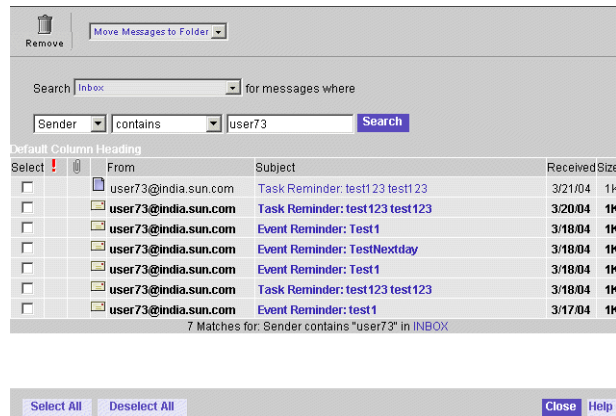 Remove Move Messages to Folder
Search Inbox for messages where
Sender contains user73 Search
Default Column Heading
Select From Subject Received Size
user73@india.sun.com Task Reminder: test123 test123 3/21/04 1K
user73@india.sun.com Task Reminder: test123 test123 3/20/04 1K
user73@india.sun.com Event Reminder: Test1 3/18/04 1K
user73@india.sun.com Event Reminder: TestNextday 3/18/04 1K
user73@india.sun.com Event Reminder: Test1 3/18/04 1K
user73@india.sun.com Task Reminder: test123 test123 3/18/04 1K
user73@india.sun.com Event Reminder: test1 3/17/04 1K
7 Matches for: Sender contains "user73" in INBOX
Select All Deselect All Close Help